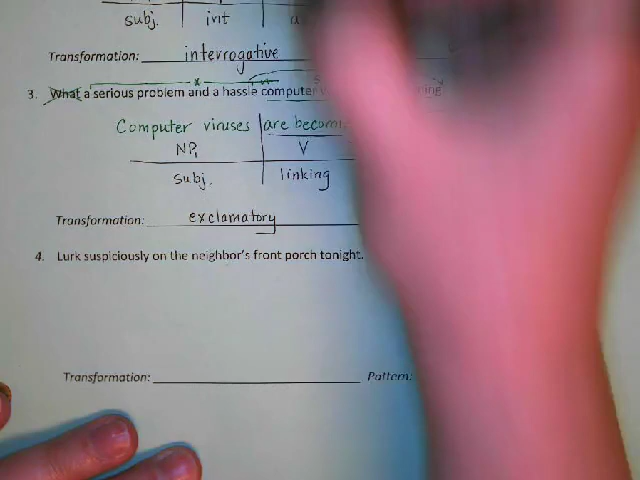 subj.
Transformation: interrogative
3. What a serious problem and a hassle computer
Computer viruses are becom
NP₁ V
subj. linking
Transformation: exclamatory
4. Lurk suspiciously on the neighbor's front porch tonight.
Transformation: Pattern: